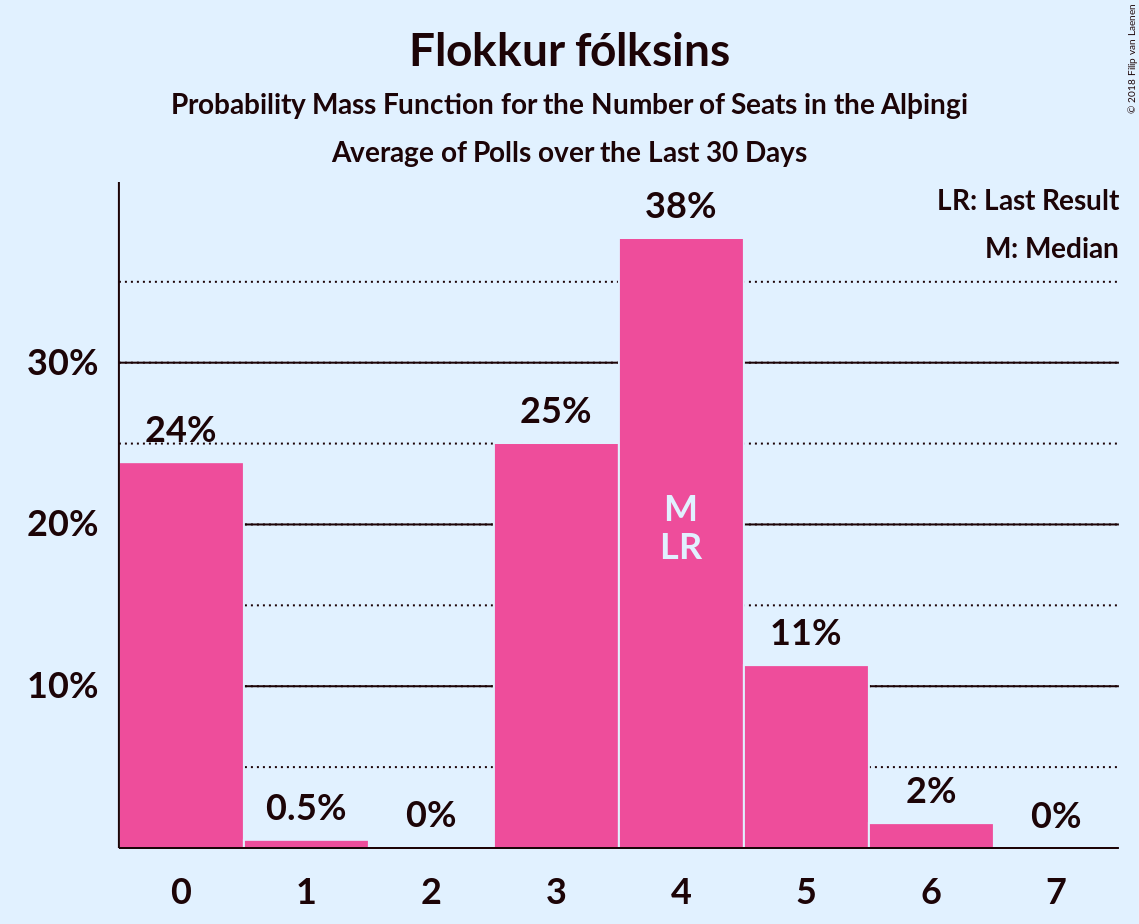 Flokkur fólksins
Probability Mass Function for the Number of Seats in the Alþingi
Average of Polls over the Last 30 Days
© 2018 Filip van Laenen
LR: Last Result
M: Median
38%
30%
25%
24%
M
LR
20%
11%
10%
2%
0.5%
0%
0%
0 1 2 3 4 5 6 7